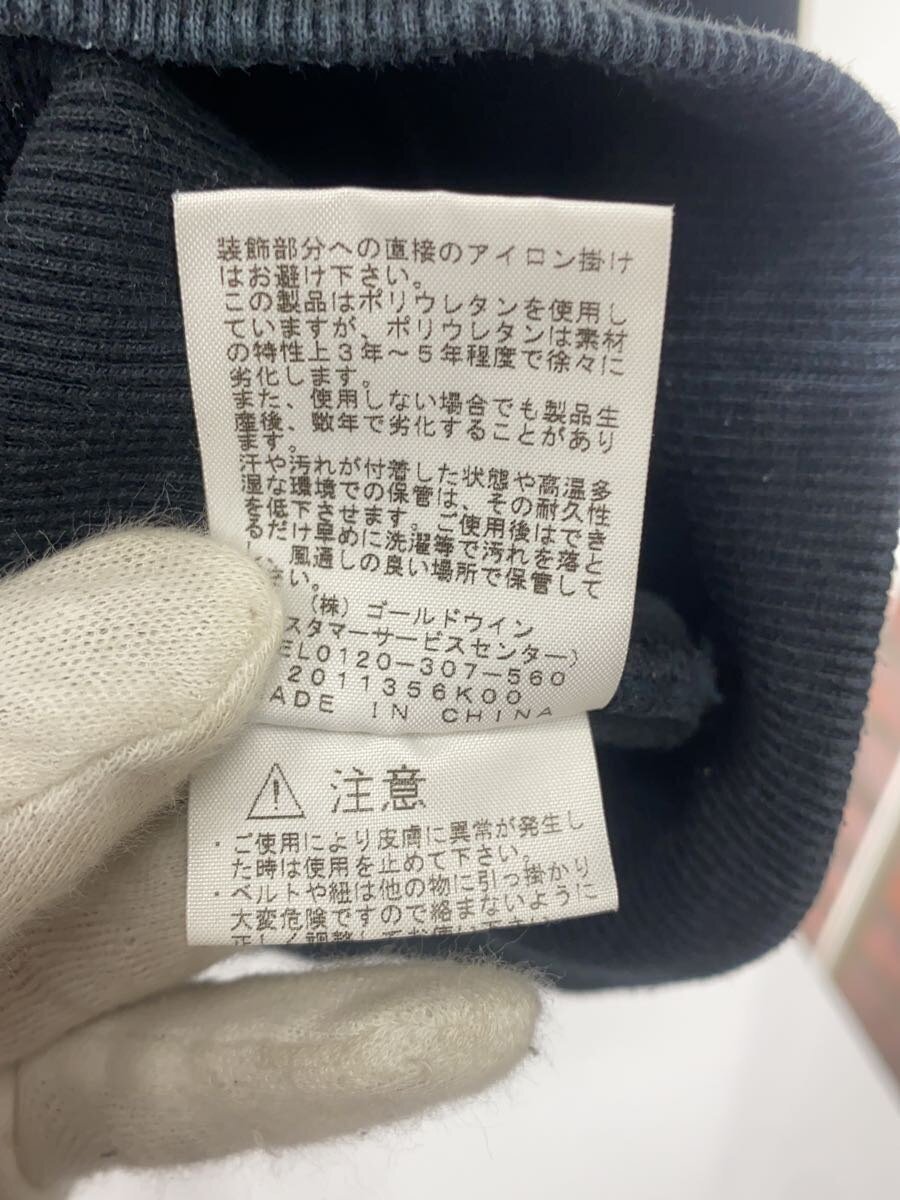 装飾部分への直接のアイロン掛け
はお避け下さい。
この製品はポリウレタンを使用し
ていますが、ポリウレタンは素材
の特性上3年～5年程度で徐々に
劣化します。
また、使用しない場合でも製品生
産後、数年で劣化することがあり
ます。
汗や汚れが付着した状態や高温多
湿な環境での保管は、その耐久性
を低下させます。ご使用後はでき
るだけ早めに洗濯等で汚れを落と
し、風通しの良い場所で保管して
さい。
(株)ゴールドウイン
スタマーサービスセンター)
EL0120-307-560
2011356K00
ADE IN CHINA
注意
・ご使用により皮膚に異常が発生し
た時は使用を止めて下さい。
・ベルトや紐は他の物に引っ掛かり
大変危険ですので絡まないように
正しく調整してお使い下さい